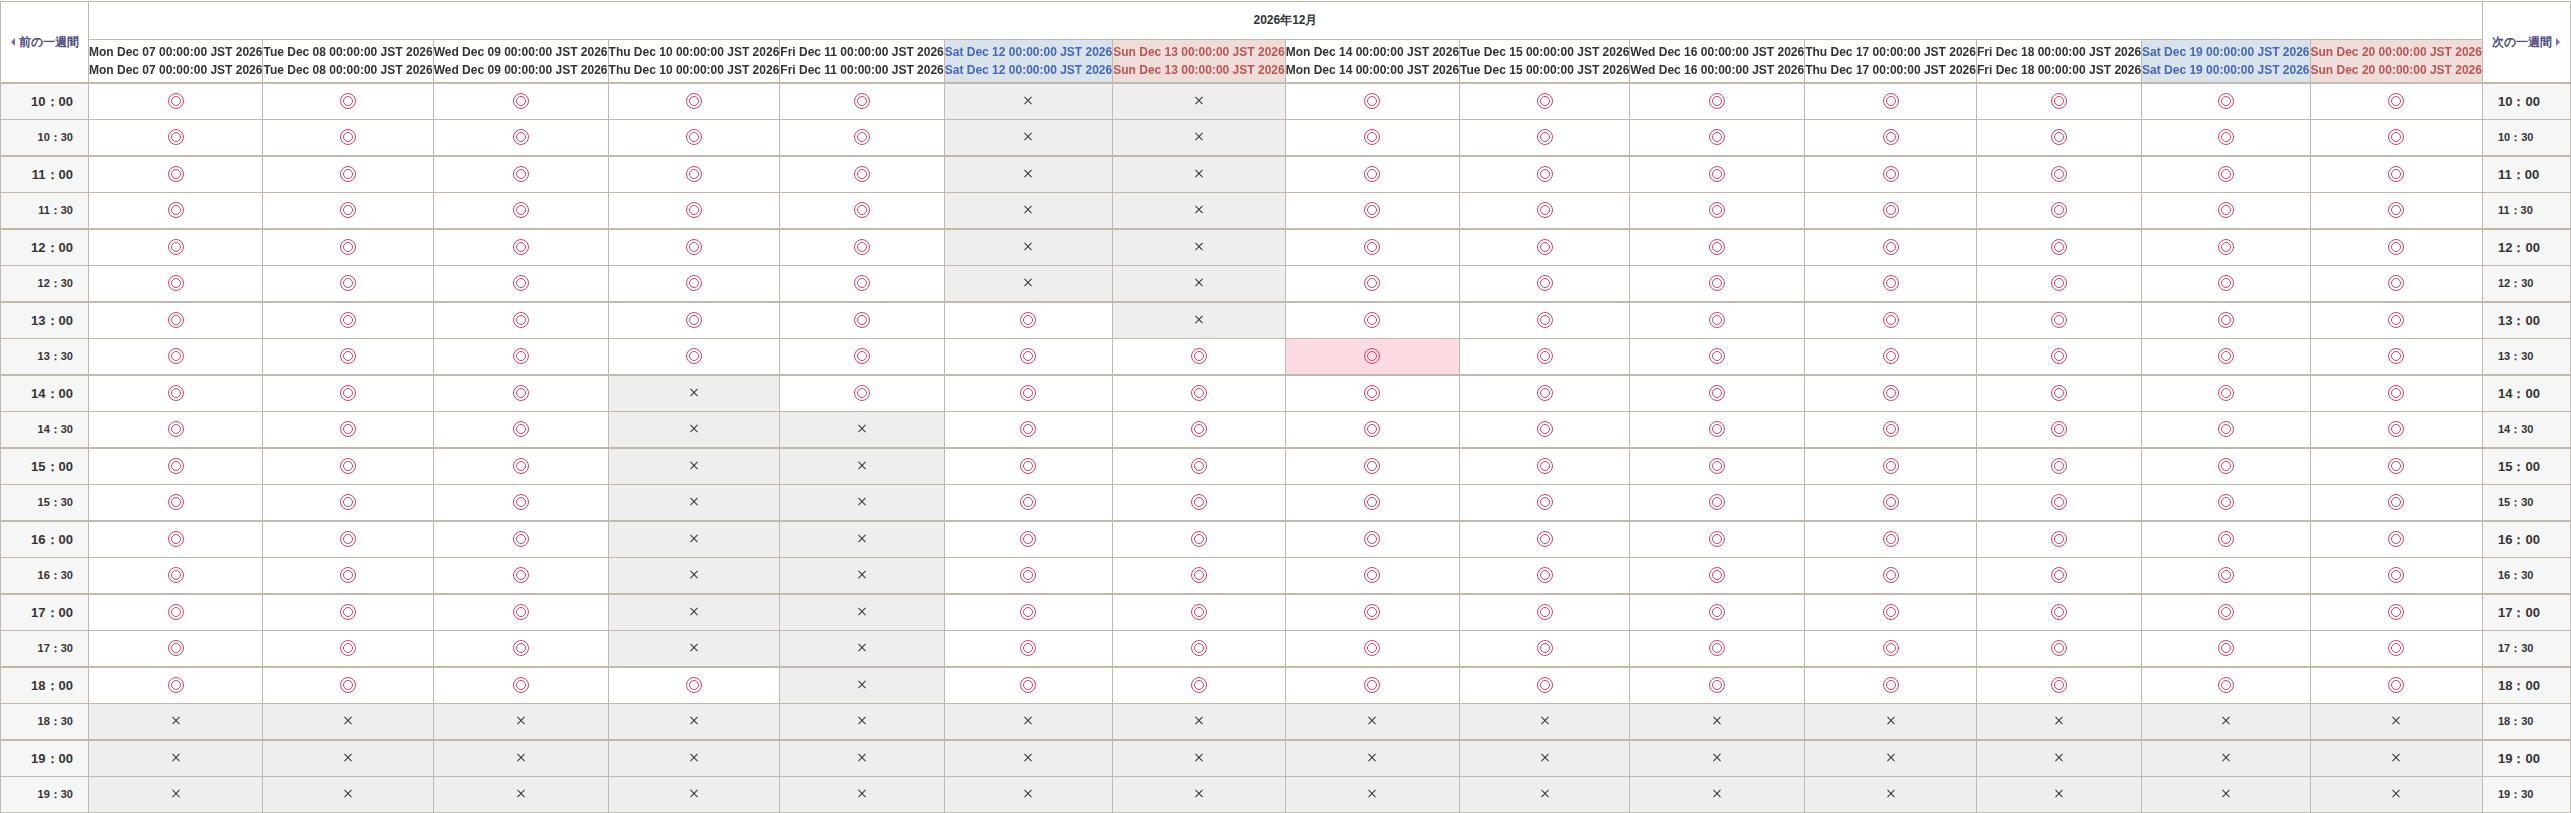 2026年12月
前の一週間
Mon Dec 07 00:00:00 JST 2026 Tue Dec 08 00:00:00 JST 2026 Wed Dec 09 00:00:00 JST 2026 Thu Dec 10 00:00:00 JST 2026 Fri Dec 11 00:00:00 JST 2026 Sat Dec 12 00:00:00 JST 2026 Sun Dec 13 00:00:00 JST 2026 Mon Dec 14 00:00:00 JST 2026 Tue Dec 15 00:00:00 JST 2026 Wed Dec 16 00:00:00 JST 2026 Thu Dec 17 00:00:00 JST 2026 Fri Dec 18 00:00:00 JST 2026 Sat Dec 19 00:00:00 JST 2026 Sun Dec 20 00:00:00 JST 2026
Mon Dec 07 00:00:00 JST 2026 Tue Dec 08 00:00:00 JST 2026 Wed Dec 09 00:00:00 JST 2026 Thu Dec 10 00:00:00 JST 2026 Fri Dec 11 00:00:00 JST 2026 Sat Dec 12 00:00:00 JST 2026 Sun Dec 13 00:00:00 JST 2026 Mon Dec 14 00:00:00 JST 2026 Tue Dec 15 00:00:00 JST 2026 Wed Dec 16 00:00:00 JST 2026 Thu Dec 17 00:00:00 JST 2026 Fri Dec 18 00:00:00 JST 2026 Sat Dec 19 00:00:00 JST 2026 Sun Dec 20 00:00:00 JST 2026
次の一週間
10：00 ◎ ◎ ◎ ◎ ◎ × × ◎ ◎ ◎ ◎ ◎ ◎ ◎ 10：00
10：30 ◎ ◎ ◎ ◎ ◎ × × ◎ ◎ ◎ ◎ ◎ ◎ ◎ 10：30
11：00 ◎ ◎ ◎ ◎ ◎ × × ◎ ◎ ◎ ◎ ◎ ◎ ◎ 11：00
11：30 ◎ ◎ ◎ ◎ ◎ × × ◎ ◎ ◎ ◎ ◎ ◎ ◎ 11：30
12：00 ◎ ◎ ◎ ◎ ◎ × × ◎ ◎ ◎ ◎ ◎ ◎ ◎ 12：00
12：30 ◎ ◎ ◎ ◎ ◎ × × ◎ ◎ ◎ ◎ ◎ ◎ ◎ 12：30
13：00 ◎ ◎ ◎ ◎ ◎ ◎ × ◎ ◎ ◎ ◎ ◎ ◎ ◎ 13：00
13：30 ◎ ◎ ◎ ◎ ◎ ◎ ◎ ◎ ◎ ◎ ◎ ◎ ◎ ◎ 13：30
14：00 ◎ ◎ ◎ × ◎ ◎ ◎ ◎ ◎ ◎ ◎ ◎ ◎ ◎ 14：00
14：30 ◎ ◎ ◎ × × ◎ ◎ ◎ ◎ ◎ ◎ ◎ ◎ ◎ 14：30
15：00 ◎ ◎ ◎ × × ◎ ◎ ◎ ◎ ◎ ◎ ◎ ◎ ◎ 15：00
15：30 ◎ ◎ ◎ × × ◎ ◎ ◎ ◎ ◎ ◎ ◎ ◎ ◎ 15：30
16：00 ◎ ◎ ◎ × × ◎ ◎ ◎ ◎ ◎ ◎ ◎ ◎ ◎ 16：00
16：30 ◎ ◎ ◎ × × ◎ ◎ ◎ ◎ ◎ ◎ ◎ ◎ ◎ 16：30
17：00 ◎ ◎ ◎ × × ◎ ◎ ◎ ◎ ◎ ◎ ◎ ◎ ◎ 17：00
17：30 ◎ ◎ ◎ × × ◎ ◎ ◎ ◎ ◎ ◎ ◎ ◎ ◎ 17：30
18：00 ◎ ◎ ◎ ◎ × ◎ ◎ ◎ ◎ ◎ ◎ ◎ ◎ ◎ 18：00
18：30 × × × × × × × × × × × × × × 18：30
19：00 × × × × × × × × × × × × × × 19：00
19：30 × × × × × × × × × × × × × × 19：30